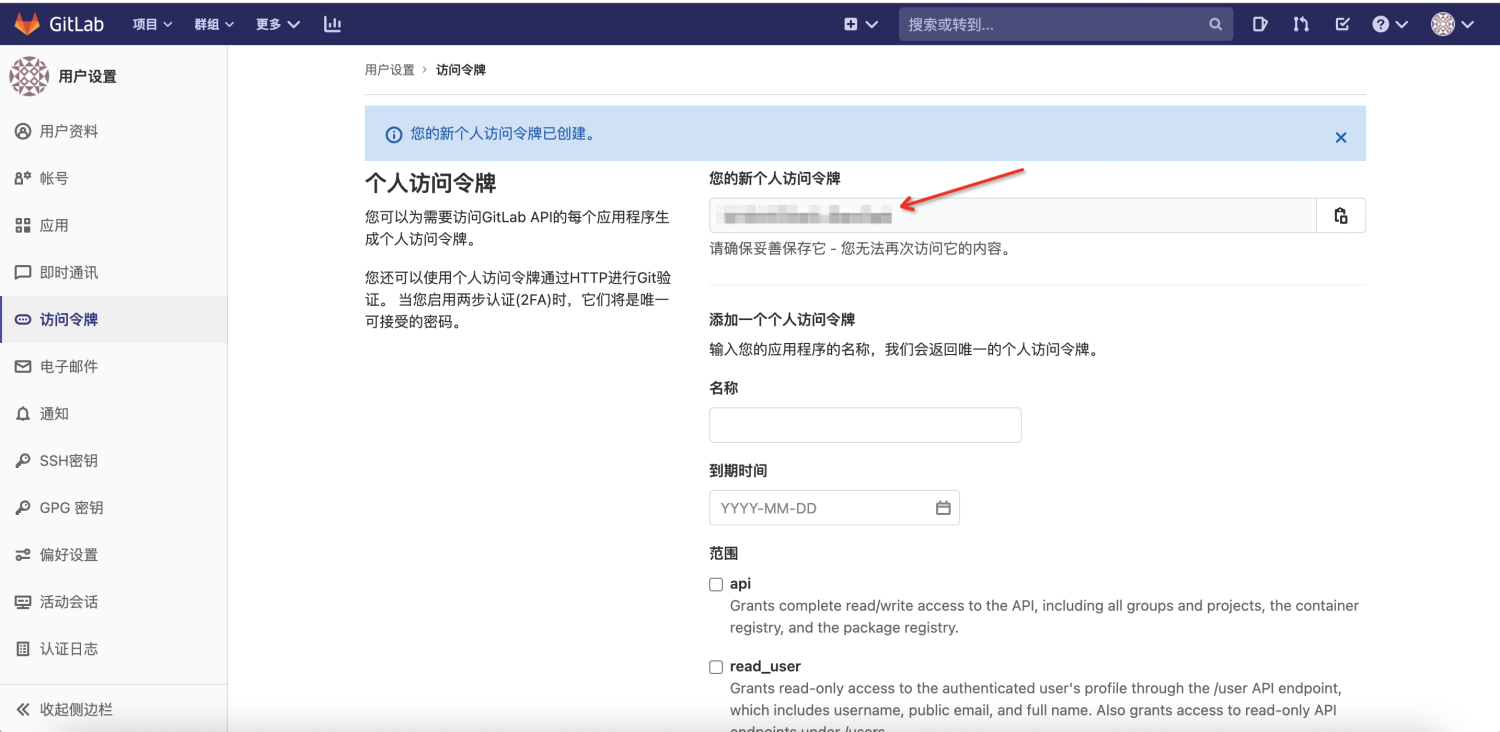 GitLab 项目 群组 更多 搜索或转到...
用户设置
用户资料
帐号
应用
即时通讯
访问令牌
电子邮件
通知
SSH密钥
GPG 密钥
偏好设置
活动会话
认证日志
收起侧边栏
用户设置 › 访问令牌
您的新个人访问令牌已创建。
个人访问令牌
您可以为需要访问GitLab API的每个应用程序生
成个人访问令牌。
您还可以使用个人访问令牌通过HTTP进行Git验
证。 当您启用两步认证(2FA)时，它们将是唯一
可接受的密码。
您的新个人访问令牌
请确保妥善保存它 - 您无法再次访问它的内容。
添加一个个人访问令牌
输入您的应用程序的名称，我们会返回唯一的个人访问令牌。
名称
到期时间
YYYY-MM-DD
范围
api
Grants complete read/write access to the API, including all groups and projects, the container
registry, and the package registry.
read_user
Grants read-only access to the authenticated user's profile through the /user API endpoint,
which includes username, public email, and full name. Also grants access to read-only API
endpoints under /users.